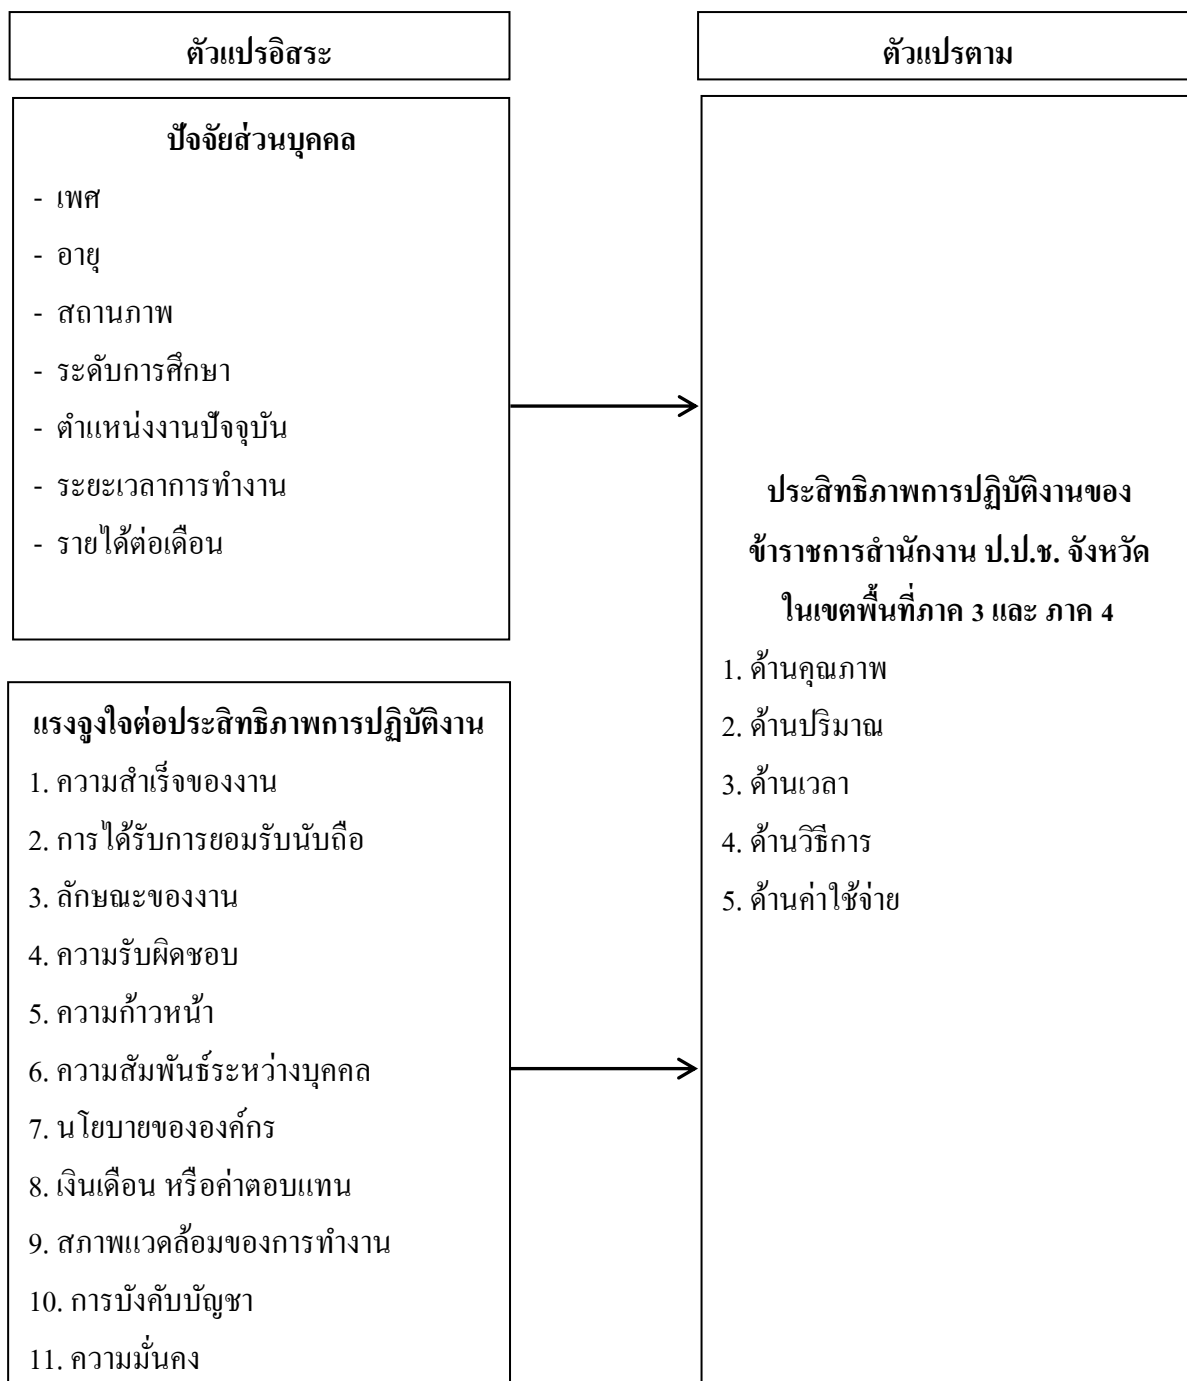 ตัวแปรอิสระ
ตัวแปรตาม
ปัจจัยส่วนบุคคล
- เพศ
- อายุ
- สถานภาพ
- ระดับการศึกษา
- ตำแหน่งงานปัจจุบัน
- ระยะเวลาการทำงาน
- รายได้ต่อเดือน
แรงจูงใจต่อประสิทธิภาพการปฏิบัติงาน
1. ความสำเร็จของงาน
2. การได้รับการยอมรับนับถือ
3. ลักษณะของงาน
4. ความรับผิดชอบ
5. ความก้าวหน้า
6. ความสัมพันธ์ระหว่างบุคคล
7. นโยบายขององค์กร
8. เงินเดือน หรือค่าตอบแทน
9. สภาพแวดล้อมของการทำงาน
10. การบังคับบัญชา
11. ความมั่นคง
ประสิทธิภาพการปฏิบัติงานของ
ข้าราชการสำนักงาน ป.ป.ช. จังหวัด
ในเขตพื้นที่ภาค 3 และ ภาค 4
1. ด้านคุณภาพ
2. ด้านปริมาณ
3. ด้านเวลา
4. ด้านวิธีการ
5. ด้านค่าใช้จ่าย